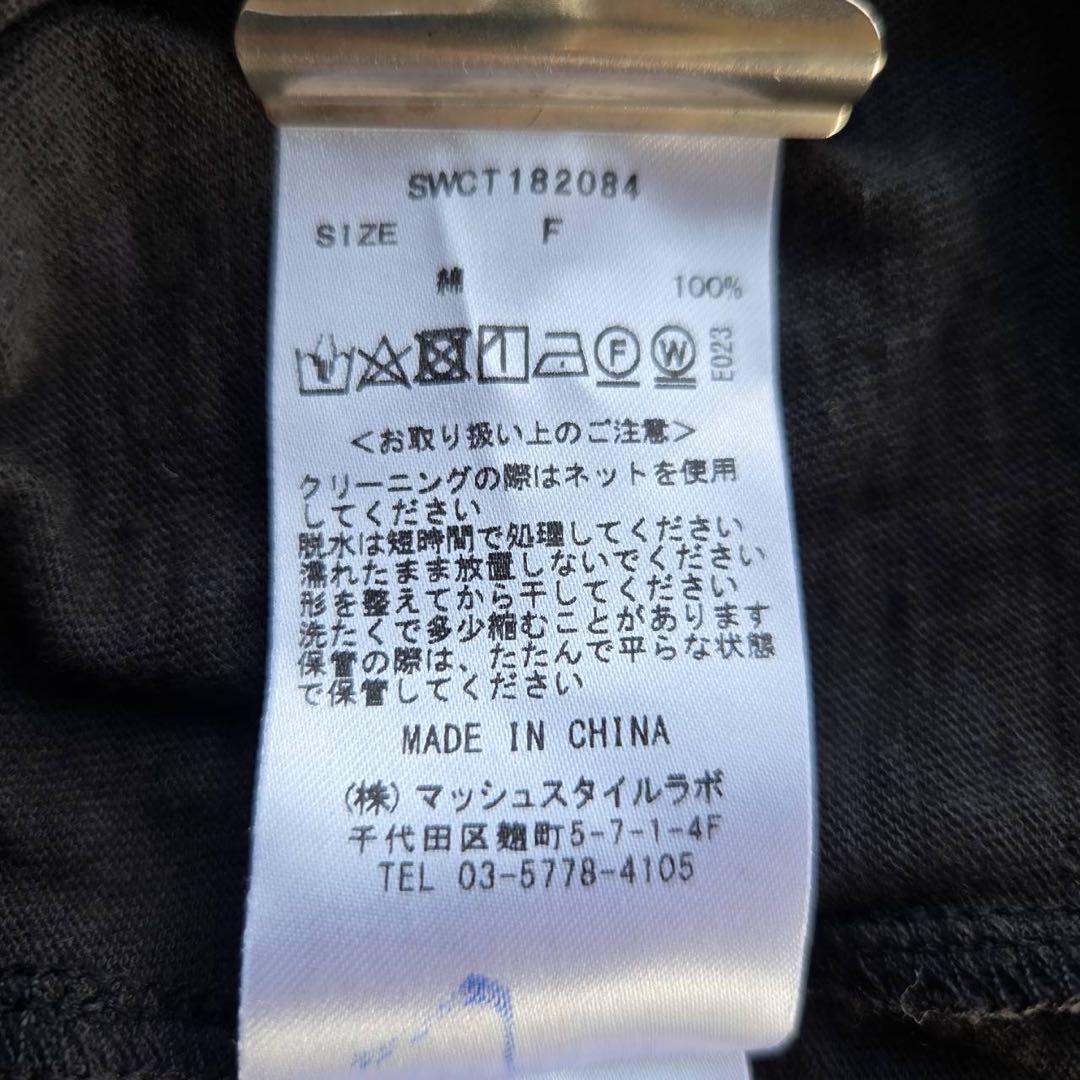 SWCT182084
SIZE F
綿 100%
F W E023
<お取り扱い上のご注意>
クリーニングの際はネットを使用
してください
脱水は短時間で処理してください
濡れたまま放置しないでください
形を整えてから干してください
洗たくで多少縮むことがあります
保管の際は、たたんで平らな状態
で保管してください
MADE IN CHINA
(株)マッシュスタイルラボ
千代田区麹町5-7-1-4F
TEL 03-5778-4105